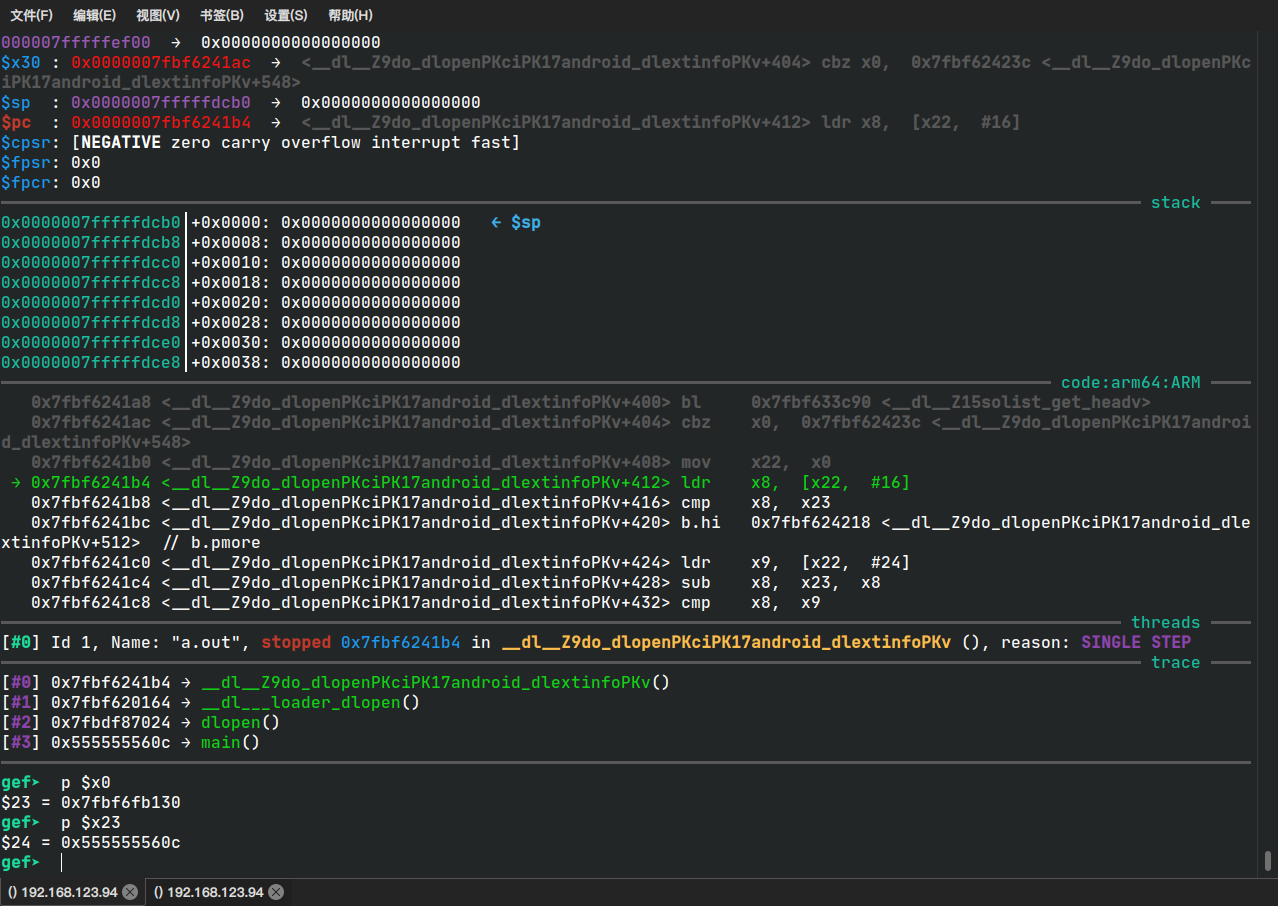 文件(F) 编辑(E) 视图(V) 书签(B) 设置(S) 帮助(H)
000007fffffef00 → 0x0000000000000000
$x30 : 0x0000007fbf6241ac → <__dl__Z9do_dlopenPKciPK17android_dlextinfoPKv+404> cbz x0, 0x7fbf62423c <__dl__Z9do_dlopenPKc
iPK17android_dlextinfoPKv+548>
$sp : 0x0000007fffffdcb0 → 0x0000000000000000
$pc : 0x0000007fbf6241b4 → <__dl__Z9do_dlopenPKciPK17android_dlextinfoPKv+412> ldr x8, [x22, #16]
$cpsr: [NEGATIVE zero carry overflow interrupt fast]
$fpsr: 0x0
$fpcr: 0x0
stack
0x0000007fffffdcb0│+0x0000: 0x0000000000000000 ← $sp
0x0000007fffffdcb8│+0x0008: 0x0000000000000000
0x0000007fffffdcc0│+0x0010: 0x0000000000000000
0x0000007fffffdcc8│+0x0018: 0x0000000000000000
0x0000007fffffdcd0│+0x0020: 0x0000000000000000
0x0000007fffffdcd8│+0x0028: 0x0000000000000000
0x0000007fffffdce0│+0x0030: 0x0000000000000000
0x0000007fffffdce8│+0x0038: 0x0000000000000000
code:arm64:ARM
0x7fbf6241a8 <__dl__Z9do_dlopenPKciPK17android_dlextinfoPKv+400> bl 0x7fbf633c90 <__dl__Z15solist_get_headv>
0x7fbf6241ac <__dl__Z9do_dlopenPKciPK17android_dlextinfoPKv+404> cbz x0, 0x7fbf62423c <__dl__Z9do_dlopenPKciPK17androi
d_dlextinfoPKv+548>
0x7fbf6241b0 <__dl__Z9do_dlopenPKciPK17android_dlextinfoPKv+408> mov x22, x0
→ 0x7fbf6241b4 <__dl__Z9do_dlopenPKciPK17android_dlextinfoPKv+412> ldr x8, [x22, #16]
0x7fbf6241b8 <__dl__Z9do_dlopenPKciPK17android_dlextinfoPKv+416> cmp x8, x23
0x7fbf6241bc <__dl__Z9do_dlopenPKciPK17android_dlextinfoPKv+420> b.hi 0x7fbf624218 <__dl__Z9do_dlopenPKciPK17android_dle
xtinfoPKv+512> // b.pmore
0x7fbf6241c0 <__dl__Z9do_dlopenPKciPK17android_dlextinfoPKv+424> ldr x9, [x22, #24]
0x7fbf6241c4 <__dl__Z9do_dlopenPKciPK17android_dlextinfoPKv+428> sub x8, x23, x8
0x7fbf6241c8 <__dl__Z9do_dlopenPKciPK17android_dlextinfoPKv+432> cmp x8, x9
threads
[#0] Id 1, Name: "a.out", stopped 0x7fbf6241b4 in __dl__Z9do_dlopenPKciPK17android_dlextinfoPKv (), reason: SINGLE STEP
trace
[#0] 0x7fbf6241b4 → __dl__Z9do_dlopenPKciPK17android_dlextinfoPKv()
[#1] 0x7fbf620164 → __dl___loader_dlopen()
[#2] 0x7fbdf87024 → dlopen()
[#3] 0x555555560c → main()
gef➤ p $x0
$23 = 0x7fbf6fb130
gef➤ p $x23
$24 = 0x555555560c
gef➤
() 192.168.123.94 () 192.168.123.94